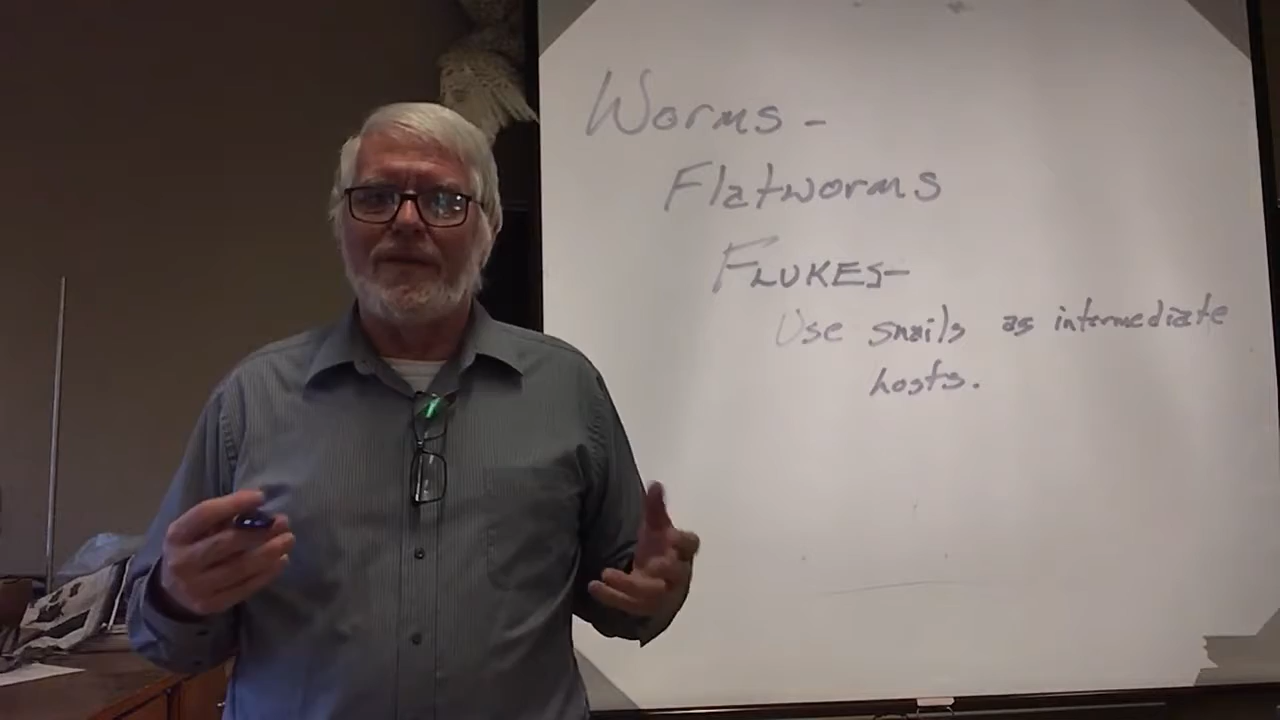 Worms -
Flatworms
FLUKES-
Use snails as intermediate
hosts.